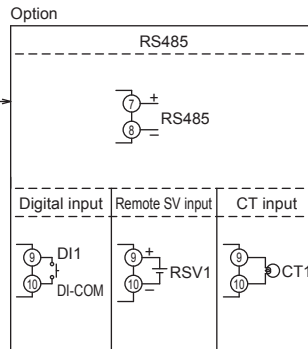 Option
RS485
7 +
RS485
8 −
Digital input Remote SV input CT input
9 DI1 9 + CT1
10 DI-COM 10 − RSV1 9
10